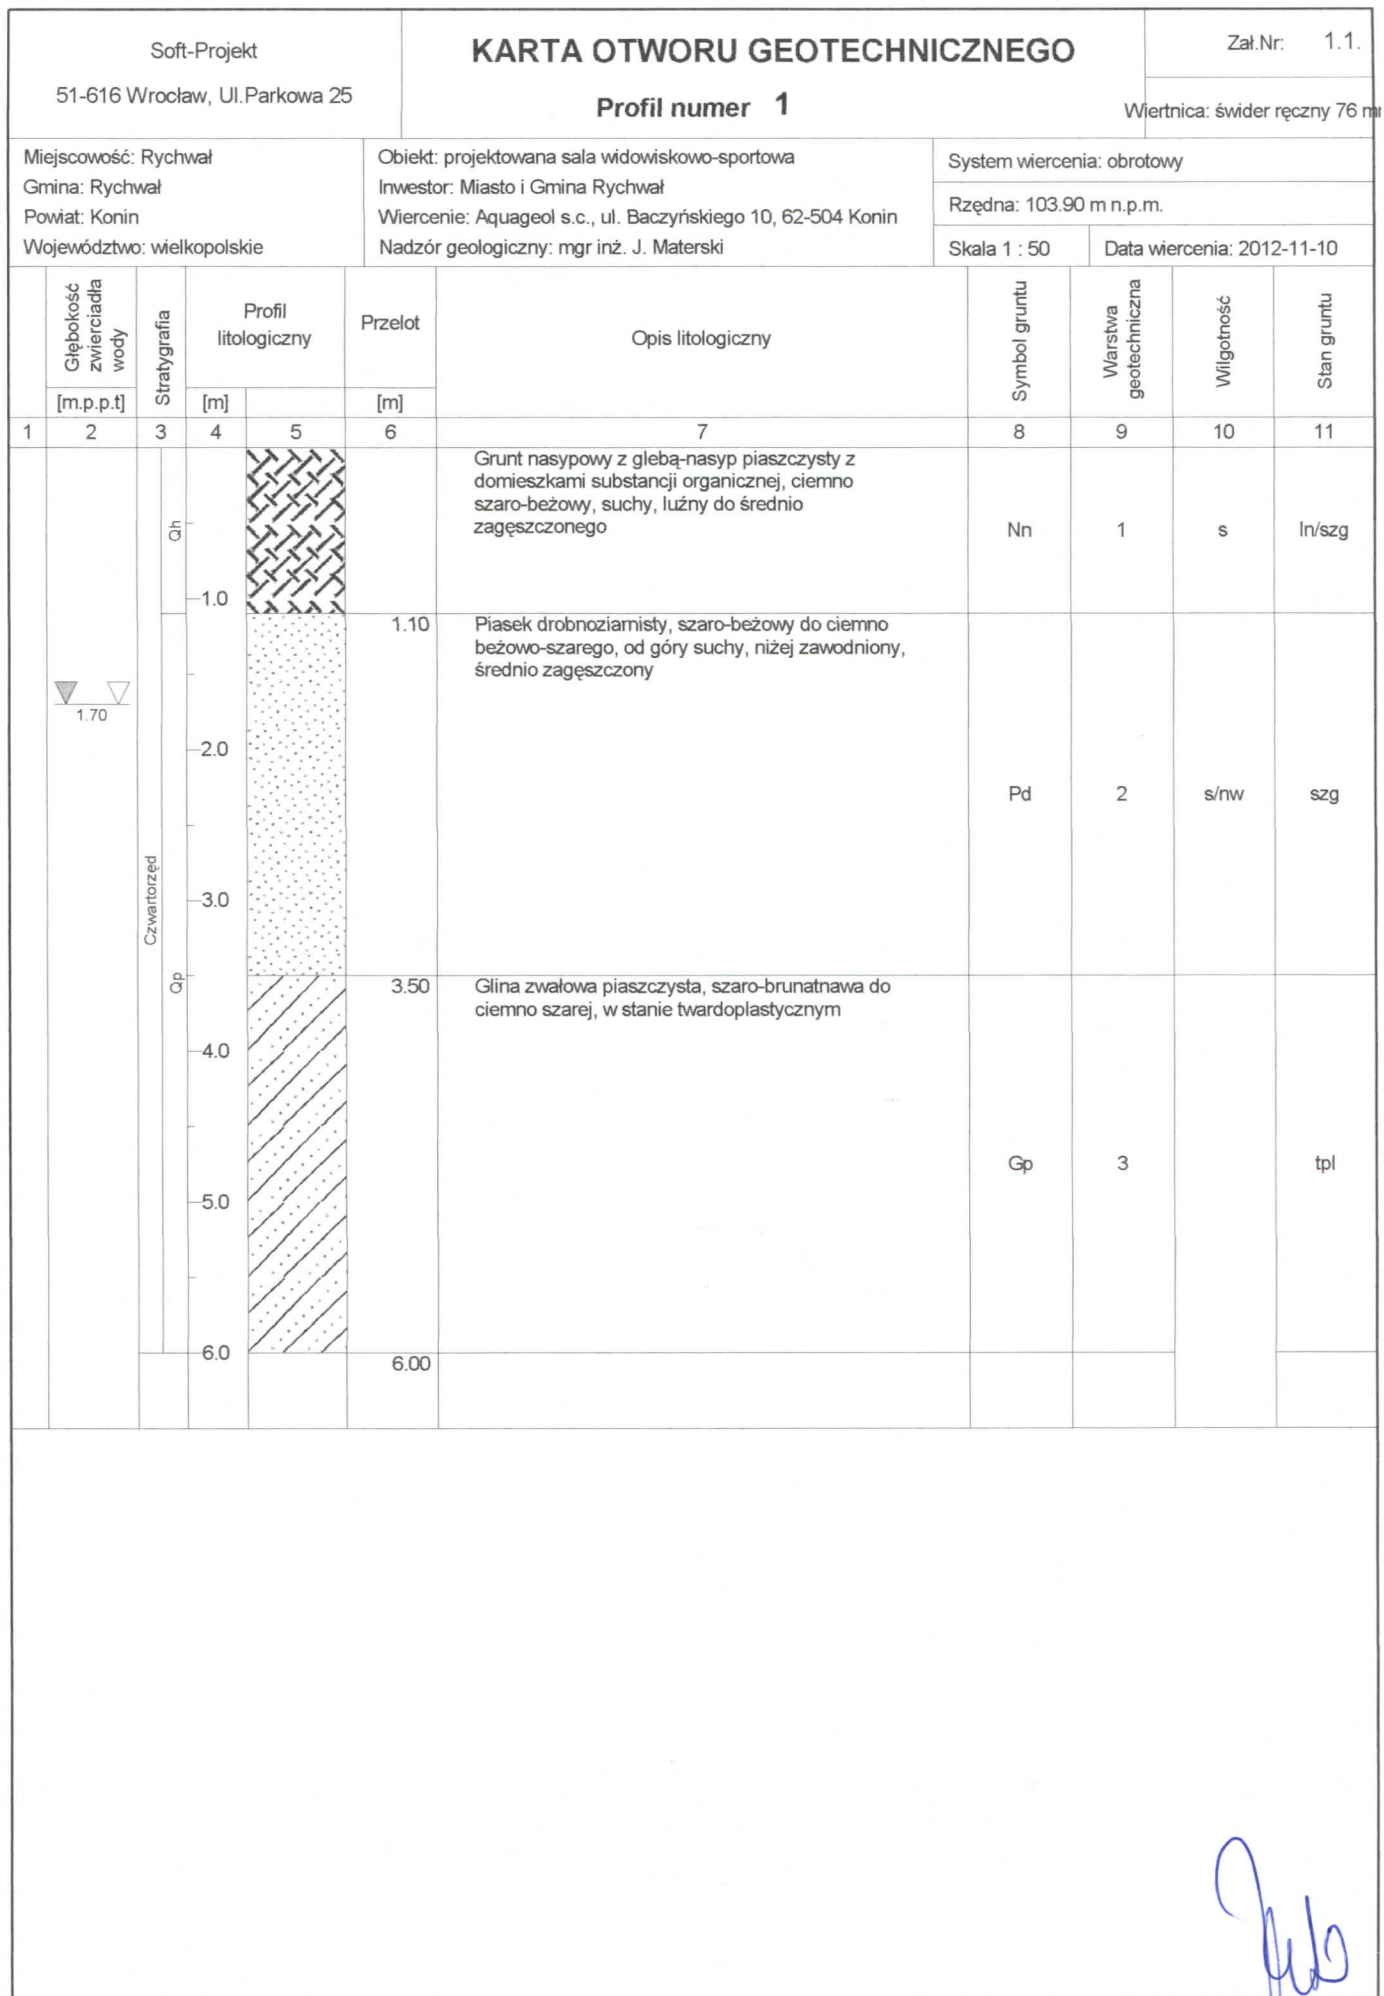 Soft-Projekt
51-616 Wrocław, Ul.Parkowa 25
KARTA OTWORU GEOTECHNICZNEGO
Profil numer 1
Zał.Nr: 1.1.
Wiertnica: świder ręczny 76
Miejscowość: Rychwał
Gmina: Rychwał
Powiat: Konin
Województwo: wielkopolskie
Obiekt: projektowana sala widowiskowo-sportowa
Inwestor: Miasto i Gmina Rychwał
Wiercenie: Aquageol s.c., ul. Baczyńskiego 10, 62-504 Konin
Nadzór geologiczny: mgr inż. J. Materski
System wiercenia: obrotowy
Rzędna: 103.90 m n.p.m.
Skala 1 : 50
Data wiercenia: 2012-11-10
Głębokość
zwierciadła
wody
[m.p.p.t]
Stratygrafia
Profil
litologiczny
[m]
Przelot
[m]
Opis litologiczny
Symbol gruntu
Warstwa
geotechniczna
Wilgotność
Stan gruntu
1 2 3 4 5 6 7 8 9 10 11
Grunt nasypowy z glebą-nasyp piaszczysty z
domieszkami substancji organicznej, ciemno
szaro-beżowy, suchy, luźny do średnio
zagęszczonego
Qh
Nn 1 s ln/szg
1.0
1.10
Piasek drobnoziarnisty, szaro-beżowy do ciemno
beżowo-szarego, od góry suchy, niżej zawodniony,
średnio zagęszczony
1.70
2.0
Pd 2 s/nw szg
Czwartorzęd
3.0
Qp
3.50
Glina zwałowa piaszczysta, szaro-brunatnawa do
ciemno szarej, w stanie twardoplastycznym
4.0
Gp 3 tpl
5.0
6.0
6.00